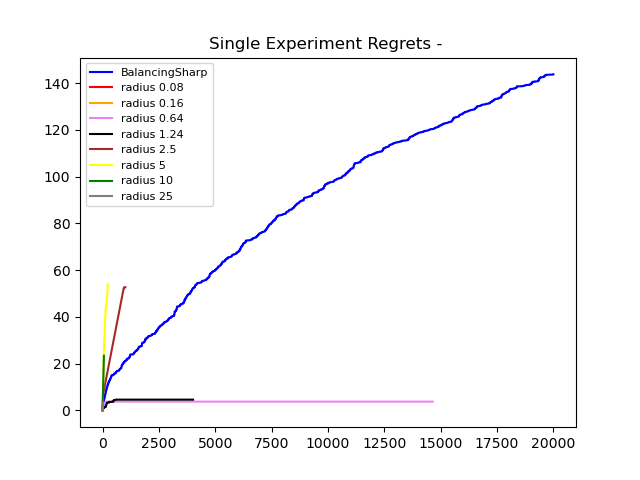 Single Experiment Regrets -
BalancingSharp
radius 0.08
radius 0.16
radius 0.64
radius 1.24
radius 2.5
radius 5
radius 10
radius 25
140
120
100
80
60
40
20
0
0 2500 5000 7500 10000 12500 15000 17500 20000